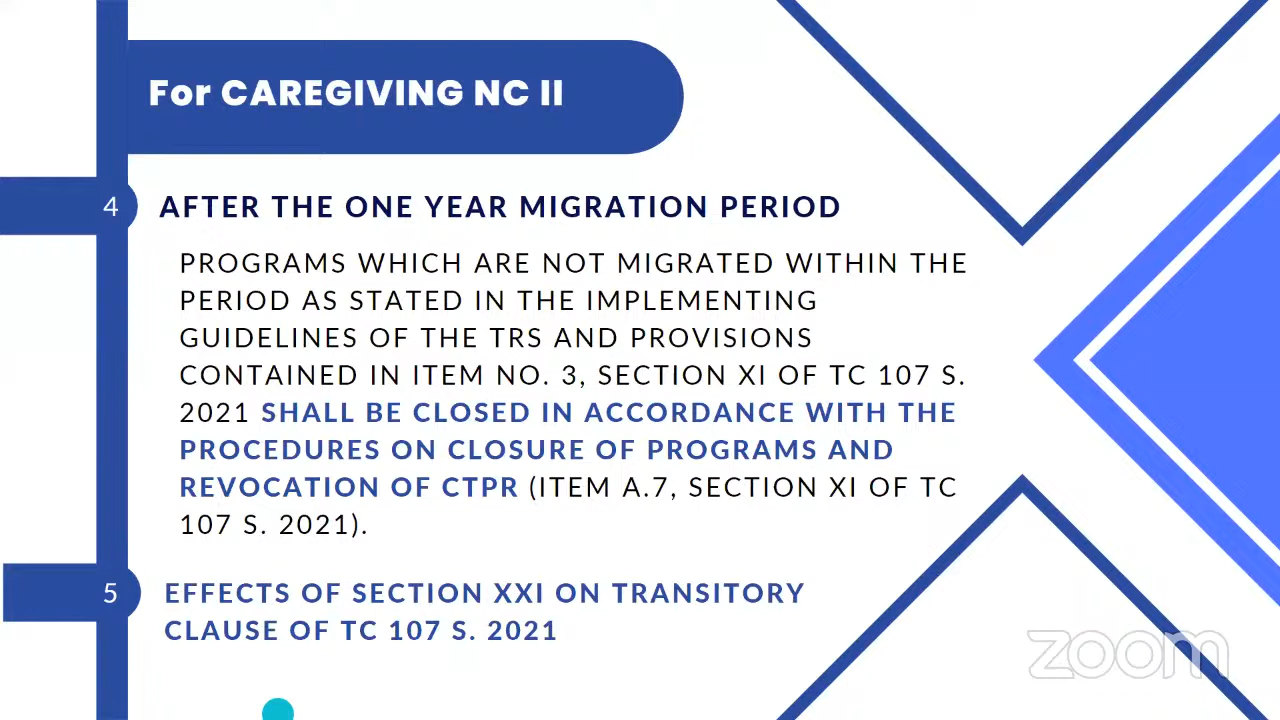 For CAREGIVING NC II
4 AFTER THE ONE YEAR MIGRATION PERIOD
PROGRAMS WHICH ARE NOT MIGRATED WITHIN THE
PERIOD AS STATED IN THE IMPLEMENTING
GUIDELINES OF THE TRS AND PROVISIONS
CONTAINED IN ITEM NO. 3, SECTION XI OF TC 107 S.
2021 SHALL BE CLOSED IN ACCORDANCE WITH THE
PROCEDURES ON CLOSURE OF PROGRAMS AND
REVOCATION OF CTPR (ITEM A.7, SECTION XI OF TC
107 S. 2021).
5 EFFECTS OF SECTION XXI ON TRANSITORY
CLAUSE OF TC 107 S. 2021
zoom